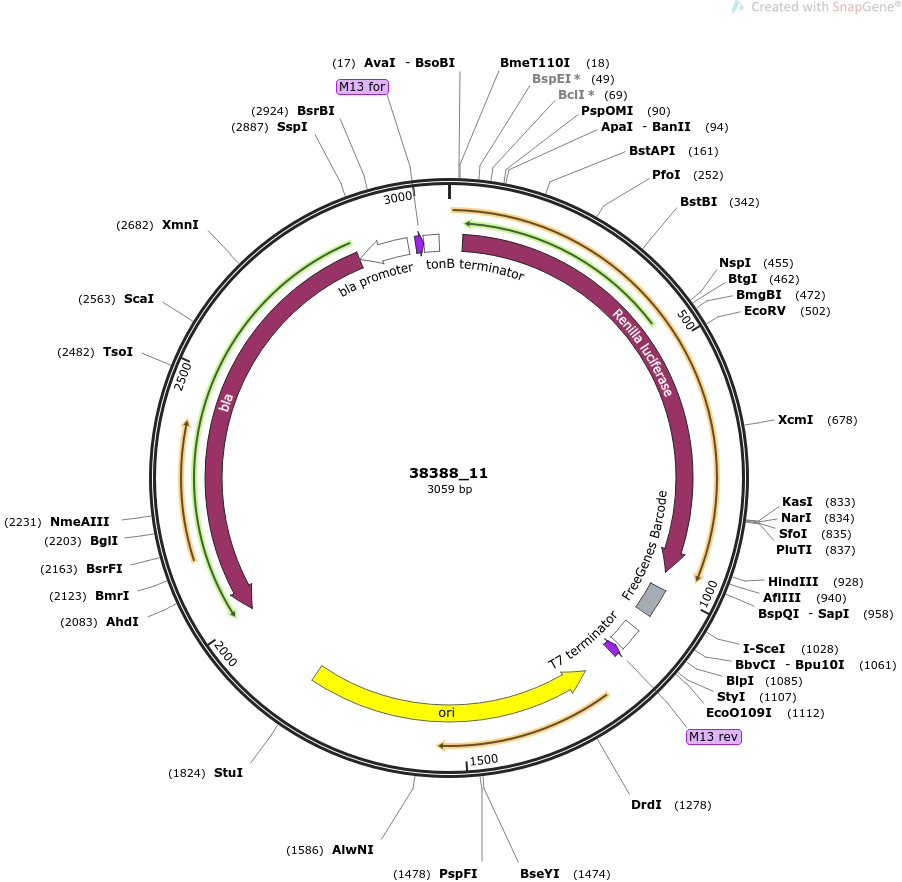 Created with SnapGene®
(17) AvaI - BsoBI
BmeT110I (18)
M13 for
BspEI * (49)
BclI * (69)
(2924) BsrBI
PspOMI (90)
(2887) SspI
ApaI - BanII (94)
BstAPI (161)
PfoI (252)
3000
BstBI (342)
(2682) XmnI
bla promoter
tonB terminator
NspI (455)
BtgI (462)
(2563) ScaI
BmgBI (472)
EcoRV (502)
500
Renilla luciferase
(2482) TsoI
2500
bla
XcmI (678)
38388_11
3059 bp
KasI (833)
NarI (834)
(2231) NmeAIII
SfoI (835)
(2203) BglI
PluTI (837)
FreeGenes Barcode
(2163) BsrFI
HindIII (928)
(2123) BmrI
AflIII (940)
1000
BspQI - SapI (958)
(2083) AhdI
T7 terminator
2000
I-SceI (1028)
BbvCI - Bpu10I (1061)
BlpI (1085)
StyI (1107)
ori
EcoO109I (1112)
M13 rev
1500
(1824) StuI
DrdI (1278)
(1586) AlwNI
(1478) PspFI
BseYI (1474)